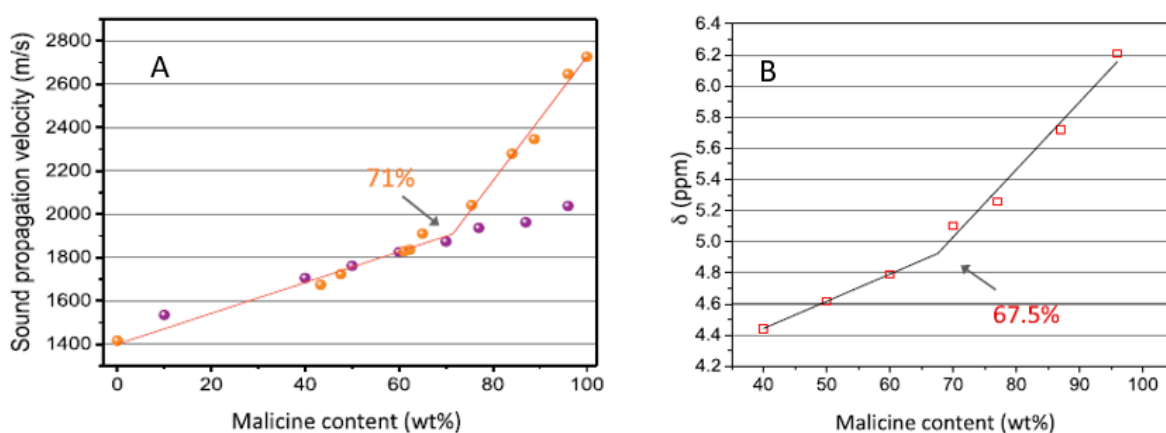 A
Sound propagation velocity (m/s)
2800
2600
2400
2200
2000
1800
1600
1400
71%
0 20 40 60 80 100
Malicine content (wt%)
B
δ (ppm)
6.4
6.2
6.0
5.8
5.6
5.4
5.2
5.0
4.8
4.6
4.4
4.2
67.5%
40 50 60 70 80 90 100
Malicine content (wt%)